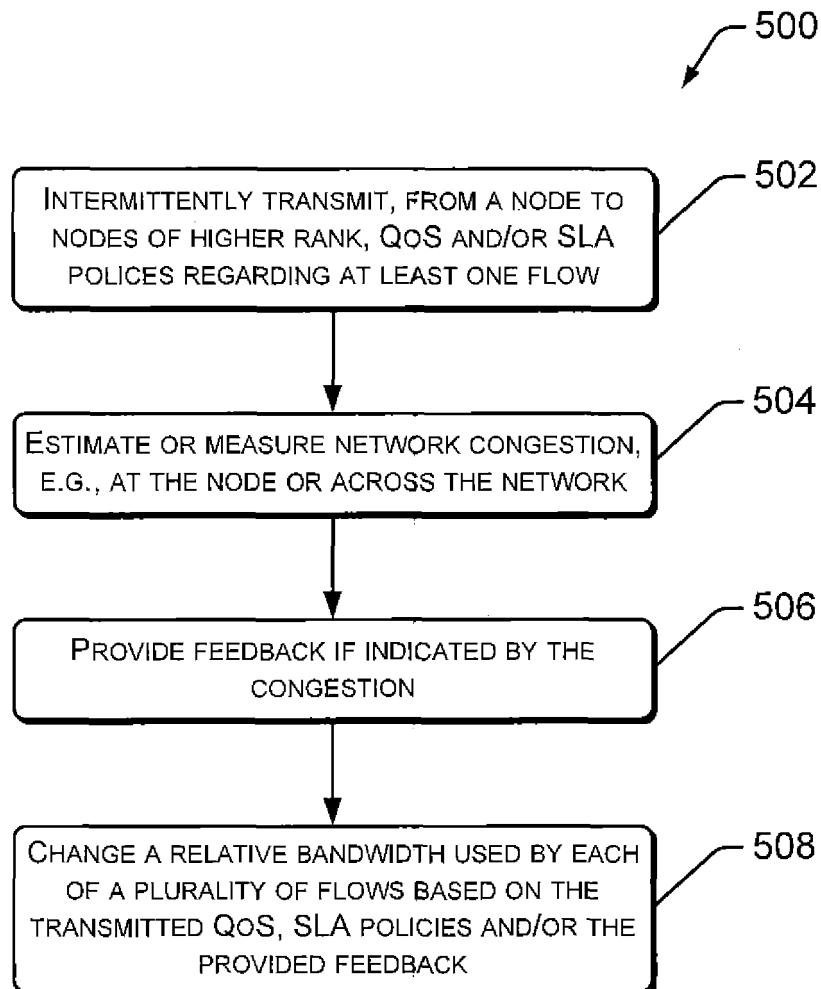 500
INTERMITTENTLY TRANSMIT, FROM A NODE TO
NODES OF HIGHER RANK, QOS AND/OR SLA
POLICES REGARDING AT LEAST ONE FLOW
502
ESTIMATE OR MEASURE NETWORK CONGESTION,
E.G., AT THE NODE OR ACROSS THE NETWORK
504
PROVIDE FEEDBACK IF INDICATED BY THE
CONGESTION
506
CHANGE A RELATIVE BANDWIDTH USED BY EACH
OF A PLURALITY OF FLOWS BASED ON THE
TRANSMITTED QOS, SLA POLICIES AND/OR THE
PROVIDED FEEDBACK
508